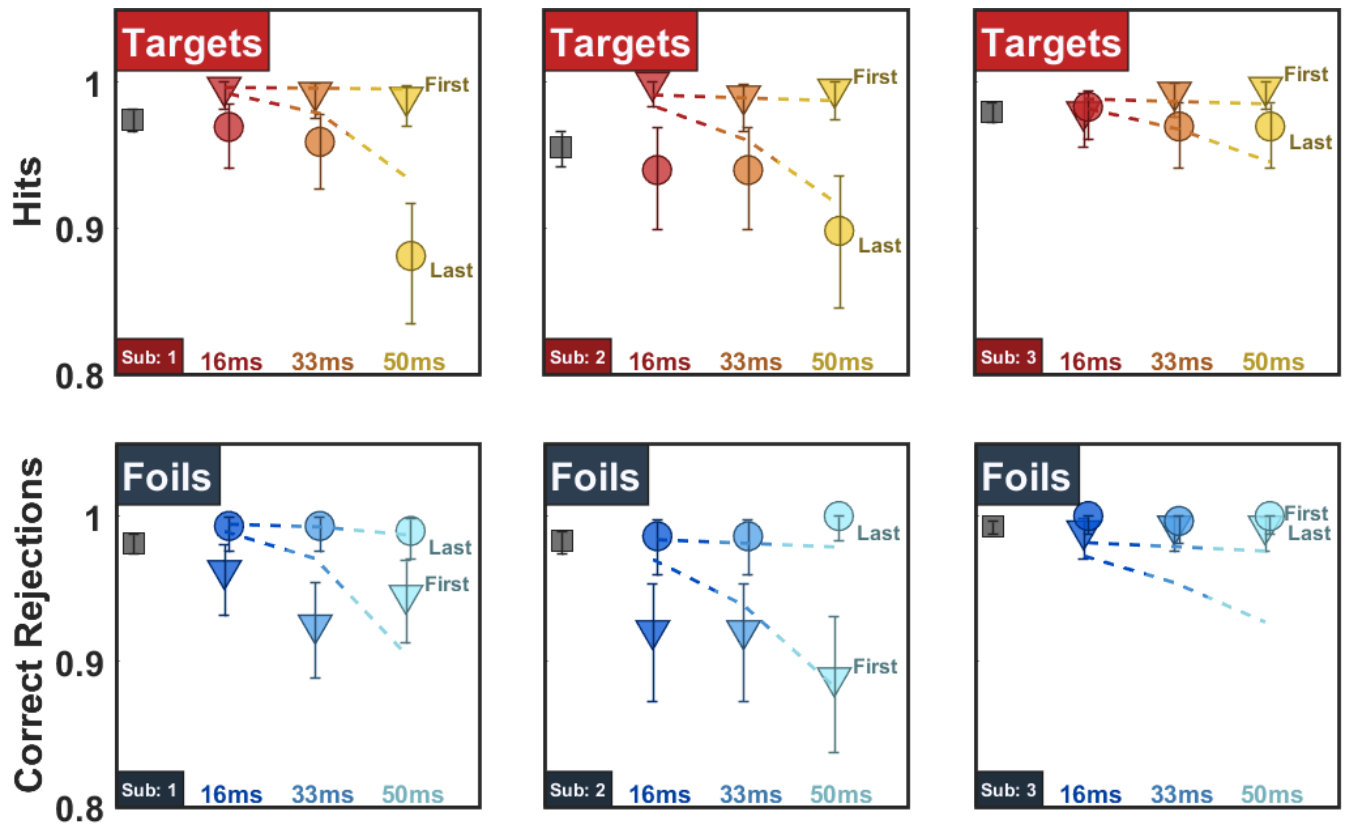 Targets
Targets
Targets
Hits
1
0.9
0.8
First
Last
First
Last
First
Last
Sub: 1
16ms
33ms
50ms
Sub: 2
16ms
33ms
50ms
Sub: 3
16ms
33ms
50ms
Foils
Foils
Foils
Correct Rejections
1
0.9
0.8
Last
First
Last
First
First
Last
Sub: 1
16ms
33ms
50ms
Sub: 2
16ms
33ms
50ms
Sub: 3
16ms
33ms
50ms